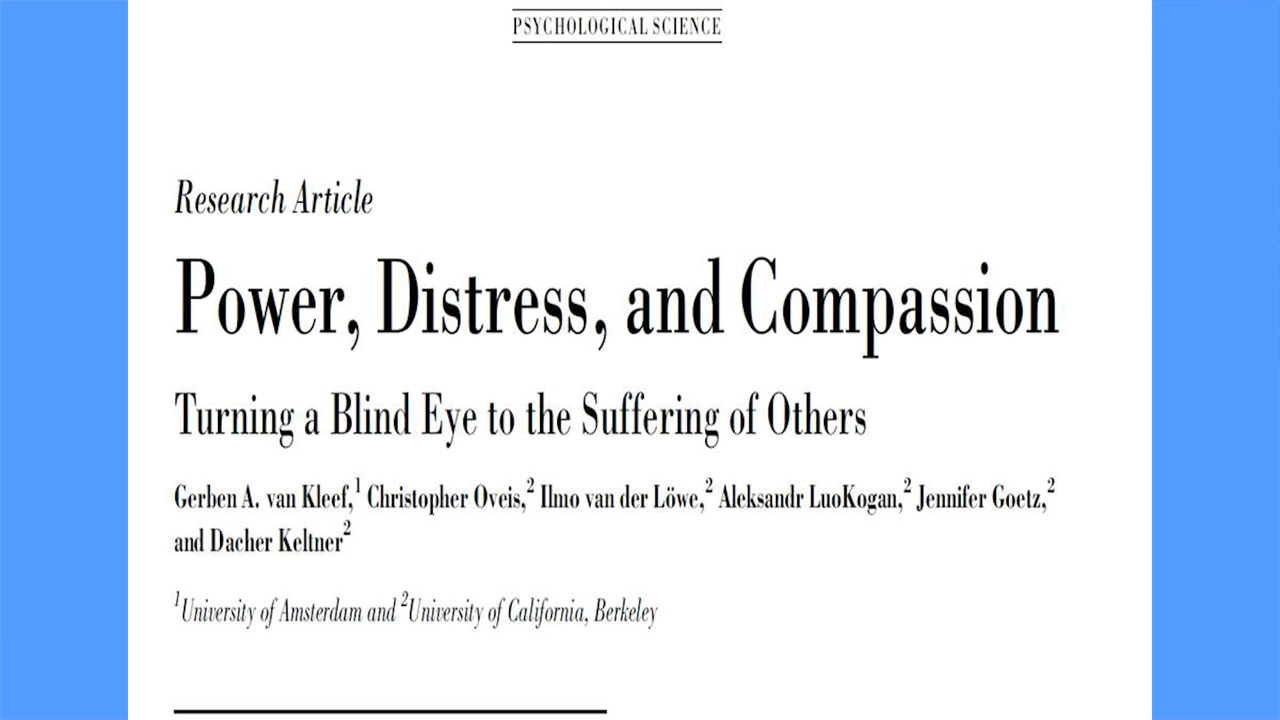 PSYCHOLOGICAL SCIENCE
Research Article
Power, Distress, and Compassion
Turning a Blind Eye to the Suffering of Others
Gerben A. van Kleef,¹ Christopher Oveis,² Ilmo van der Löwe,² Aleksandr LuoKogan,² Jennifer Goetz,²
and Dacher Keltner²
¹University of Amsterdam and ²University of California, Berkeley